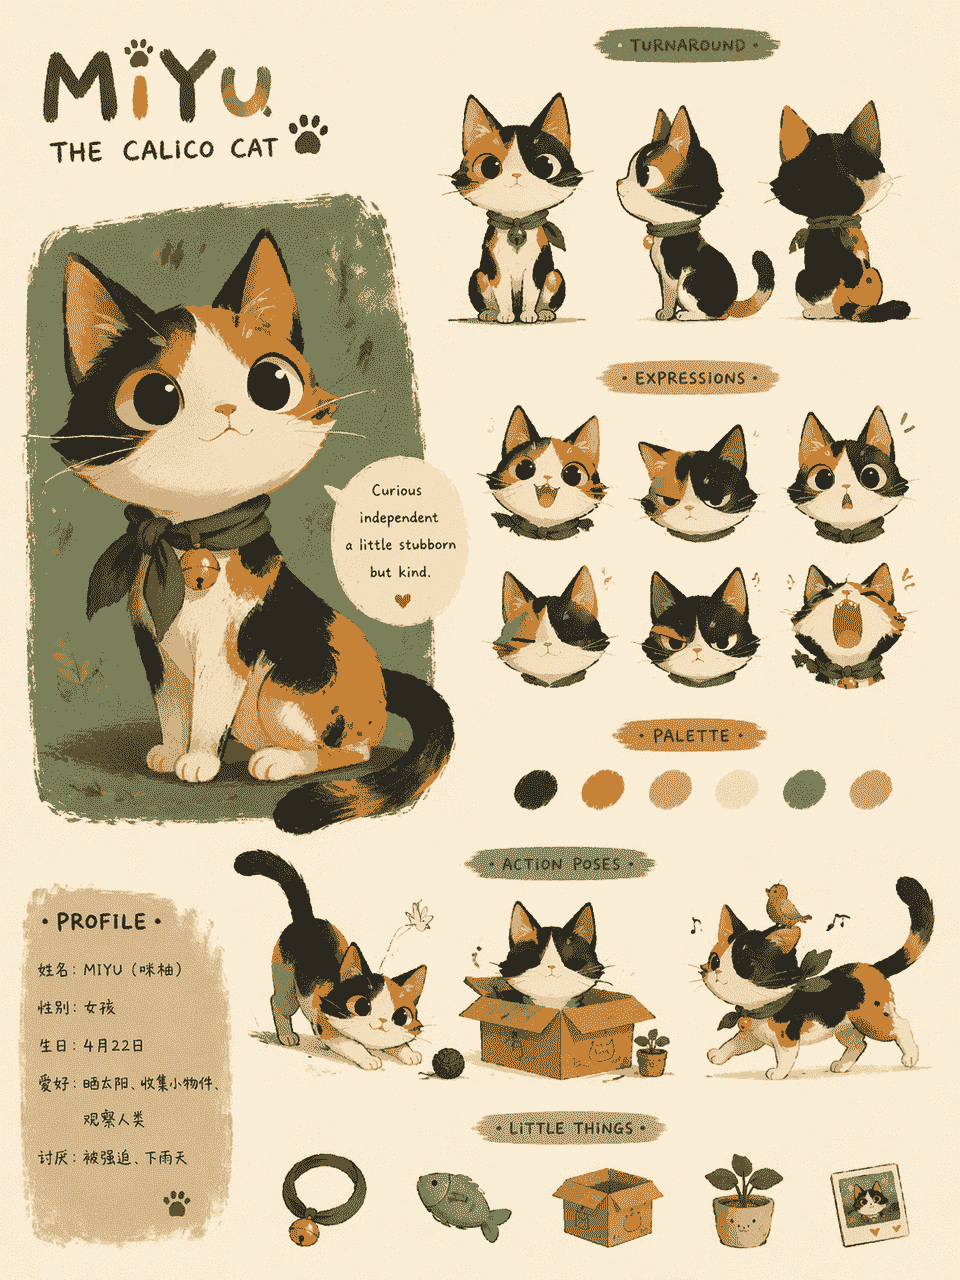 MiYu
THE CALiCO CAT
• TURNAROUND •
• EXPRESSiONS •
Curious
independent
a little stubborn
but kind.
• PALETTE •
• ACTiON POSES •
• PROFILE •
姓名：MIYU（咪柚）
性别：女孩
生日：4月22日
爱好：晒太阳、收集小物件、
观察人类
讨厌：被强迫、下雨天
• LiTTLE THiNGS •